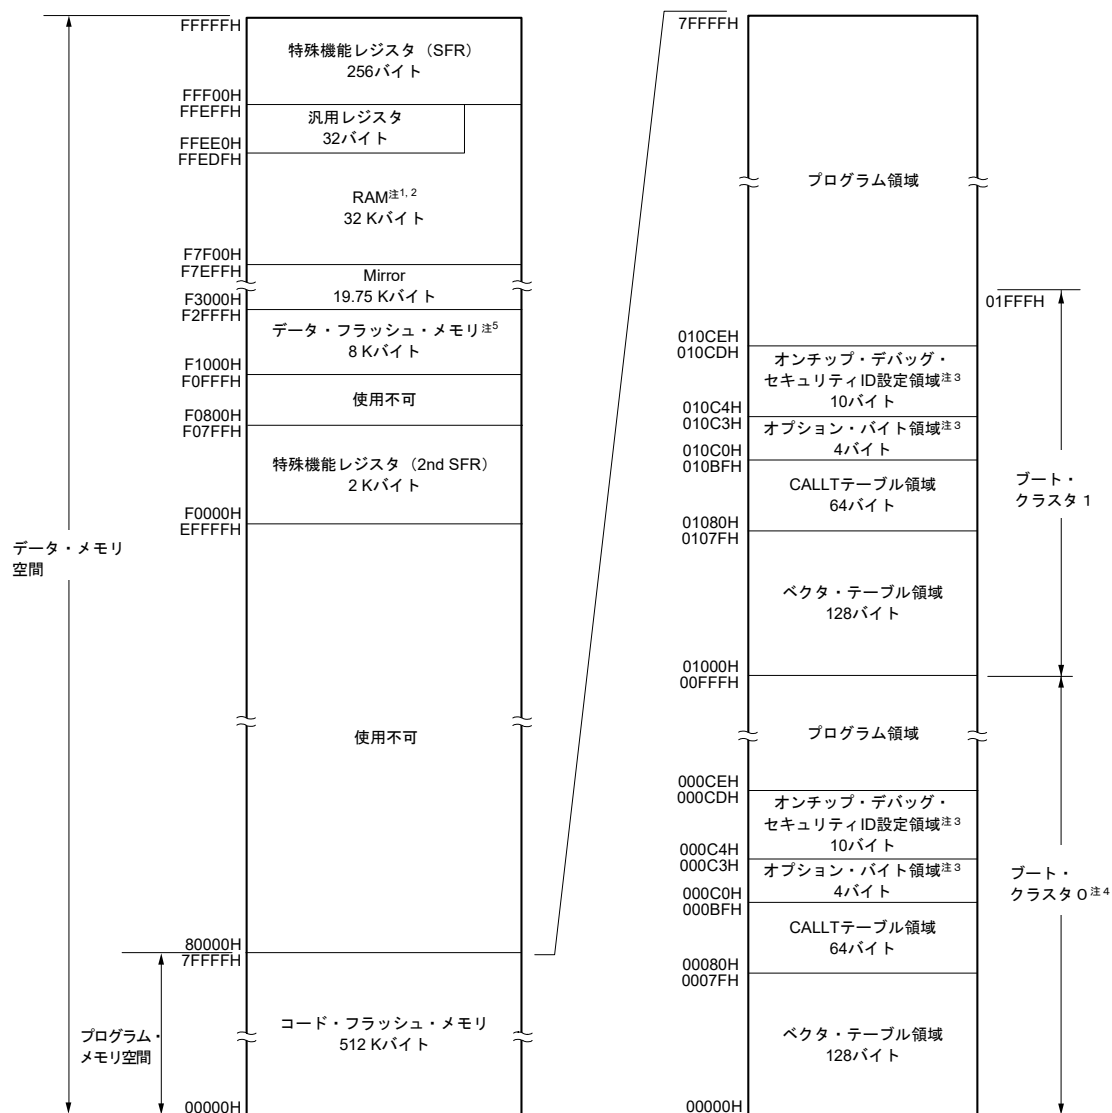 FFFFFH
特殊機能レジスタ（SFR）
256バイト
FFF00H
FFEFFH
汎用レジスタ
32バイト
FFEE0H
FFEDFH
RAM注1, 2
32 Kバイト
F7F00H
F7EFFH
Mirror
19.75 Kバイト
F3000H
F2FFFH
データ・フラッシュ・メモリ注5
8 Kバイト
F1000H
F0FFFH
使用不可
F0800H
F07FFH
特殊機能レジスタ（2nd SFR）
2 Kバイト
F0000H
EFFFFH
データ・メモリ
空間
使用不可
80000H
7FFFFH
コード・フラッシュ・メモリ
512 Kバイト
プログラム・
メモリ空間
00000H
7FFFFH
プログラム領域
01FFFH
010CEH
010CDH
オンチップ・デバッグ・
セキュリティID設定領域注3
10バイト
010C4H
010C3H
オプション・バイト領域注3
4バイト
010C0H
010BFH
CALLTテーブル領域
64バイト
ブート・
クラスタ1
01080H
0107FH
ベクタ・テーブル領域
128バイト
01000H
00FFFH
プログラム領域
000CEH
000CDH
オンチップ・デバッグ・
セキュリティID設定領域注3
10バイト
000C4H
000C3H
オプション・バイト領域注3
4バイト
ブート・
クラスタ0注4
000C0H
000BFH
CALLTテーブル領域
64バイト
00080H
0007FH
ベクタ・テーブル領域
128バイト
00000H